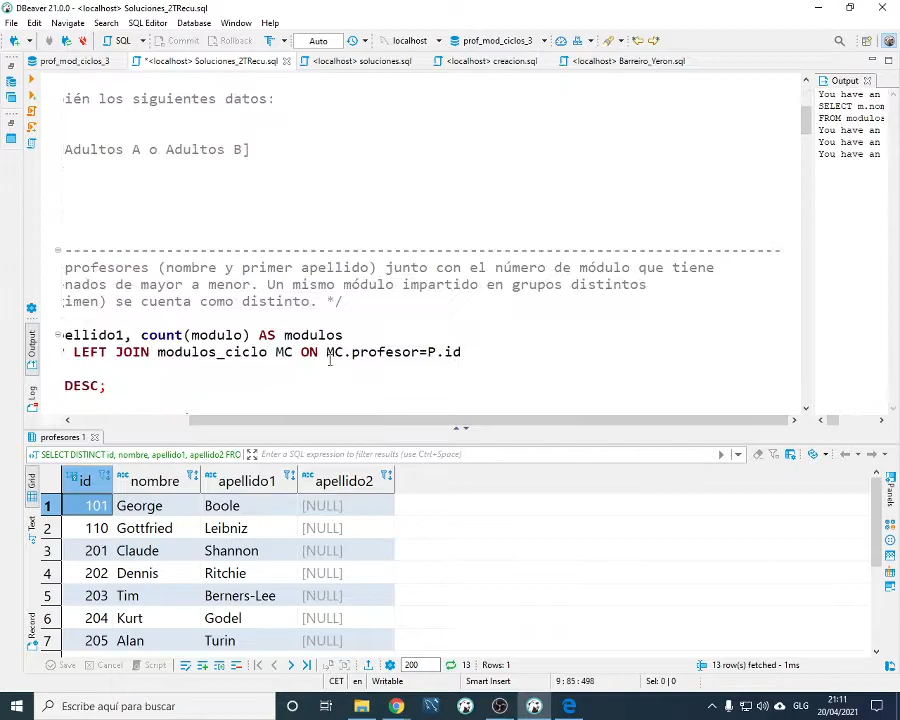 DBeaver 21.0.0 - <localhost> Soluciones_2TRecu.sql
File Edit Navigate Search SQL Editor Database Window Help
SQL Commit Rollback Auto localhost prof_mod_ciclos_3
prof_mod_ciclos_3 *<localhost> Soluciones_2TRecu.sql <localhost> soluciones.sql <localhost> creacion.sql <localhost> Barreiro_Yeron.sql
Output
You have an
SELECT m.nom
FROM modulos
You have an
You have an
You have an
ién los siguientes datos:
Adultos A o Adultos B]
--------------------------------------------------------------------------------
profesores (nombre y primer apellido) junto con el número de módulo que tiene
enados de mayor a menor. Un mismo módulo impartido en grupos distintos
imen) se cuenta como distinto. */
ellido1, count(modulo) AS modulos
LEFT JOIN modulos_ciclo MC ON MC.profesor=P.id
DESC;
Output
Log
profesores 1
SELECT DISTINCT id, nombre, apellido1, apellido2 FRO Enter a SQL expression to filter results (use Ctrl+Space)
Grid
Text
Record
Panels
id nombre apellido1 apellido2
1 101 George Boole [NULL]
2 110 Gottfried Leibniz [NULL]
3 201 Claude Shannon [NULL]
4 202 Dennis Ritchie [NULL]
5 203 Tim Berners-Lee [NULL]
6 204 Kurt Godel [NULL]
7 205 Alan Turin [NULL]
Save Cancel Script 200 13 Rows: 1 13 row(s) fetched - 1ms
CET en Writable Smart Insert 9 : 85 : 498 Sel: 0 | 0
Escribe aquí para buscar
GLG
21:11
20/04/2021